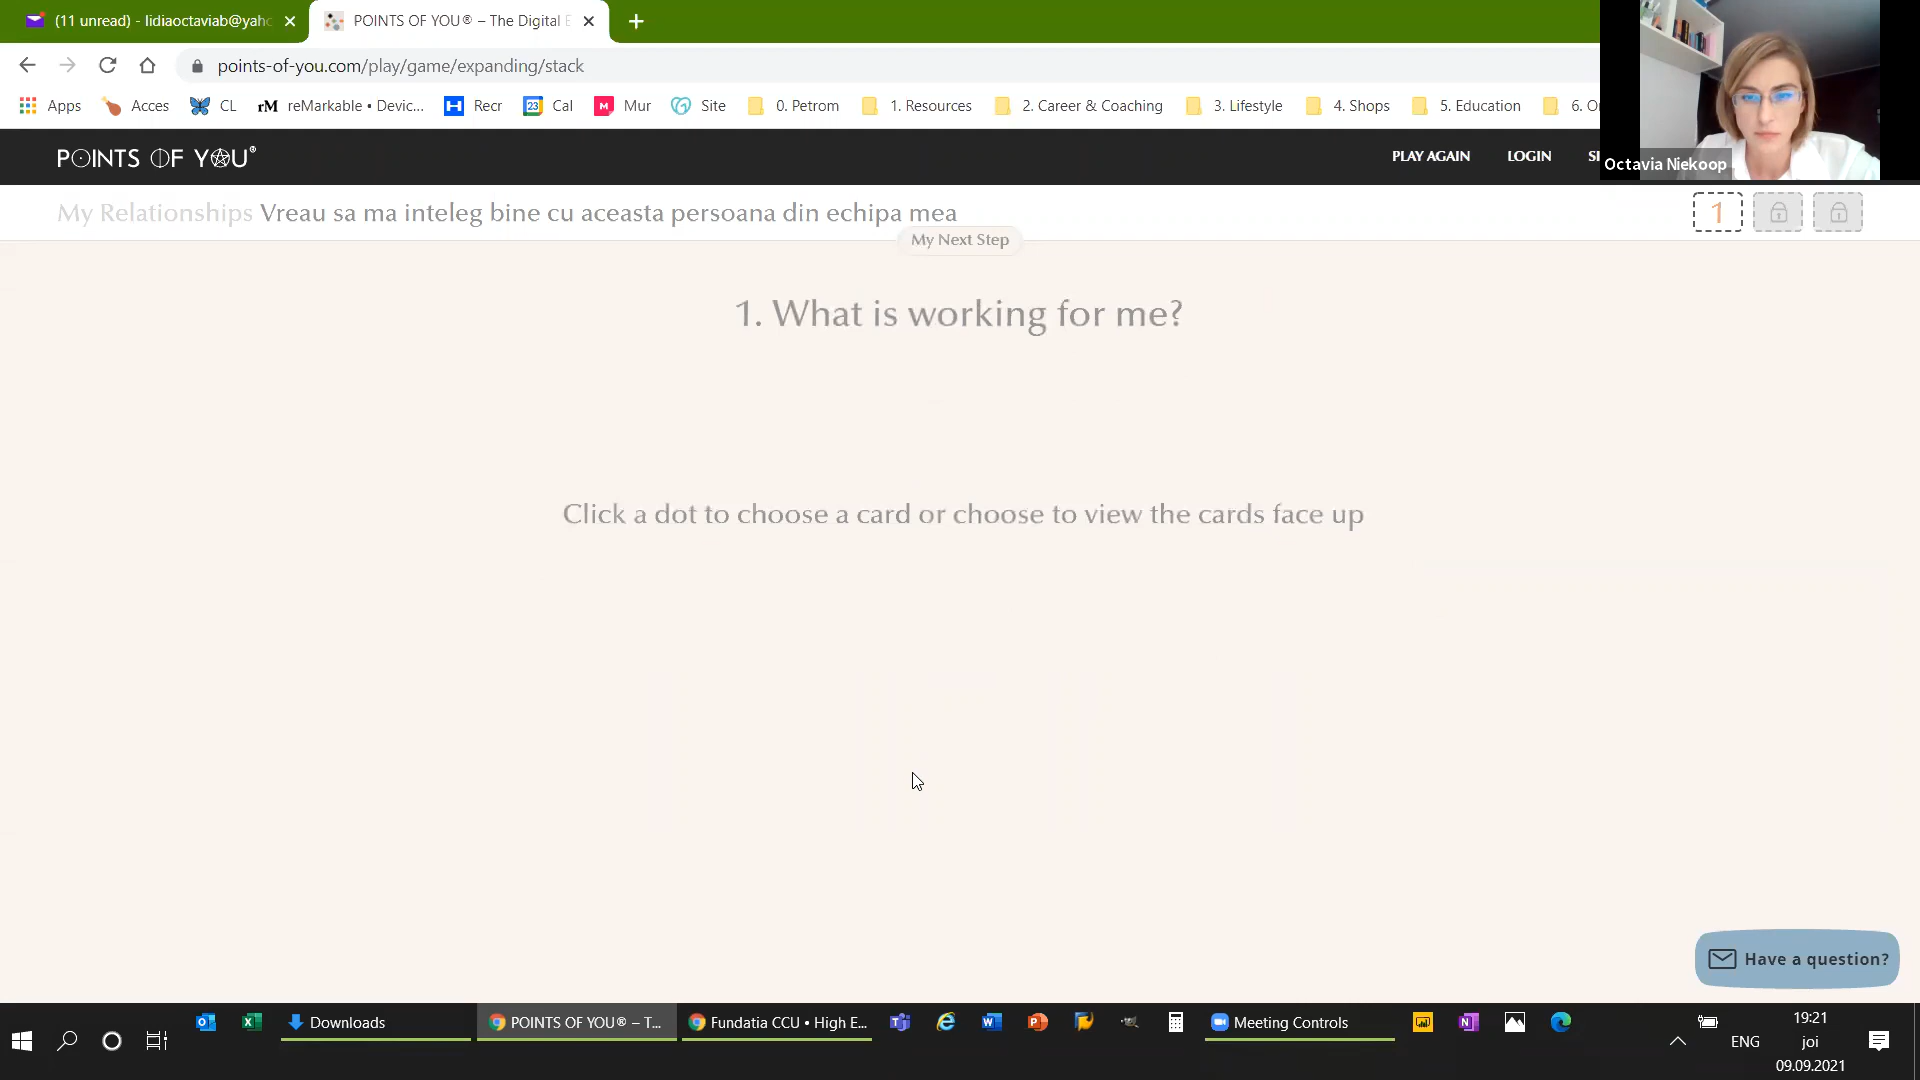 (11 unread) - lidiaoctaviab@yah
POINTS OF YOU® – The Digital E
points-of-you.com/play/game/expanding/stack
Apps Acces CL rM reMarkable • Devic... Recr 23 Cal Mur Site 0. Petrom 1. Resources 2. Career & Coaching 3. Lifestyle 4. Shops 5. Education 6. O
POINTS OF YOU® PLAY AGAIN LOGIN
Octavia Niekoop
My Relationships Vreau sa ma inteleg bine cu aceasta persoana din echipa mea 1
My Next Step
1. What is working for me?
Click a dot to choose a card or choose to view the cards face up
Have a question?
Downloads POINTS OF YOU® – T... Fundatia CCU • High E... Meeting Controls
19:21
ENG joi
09.09.2021